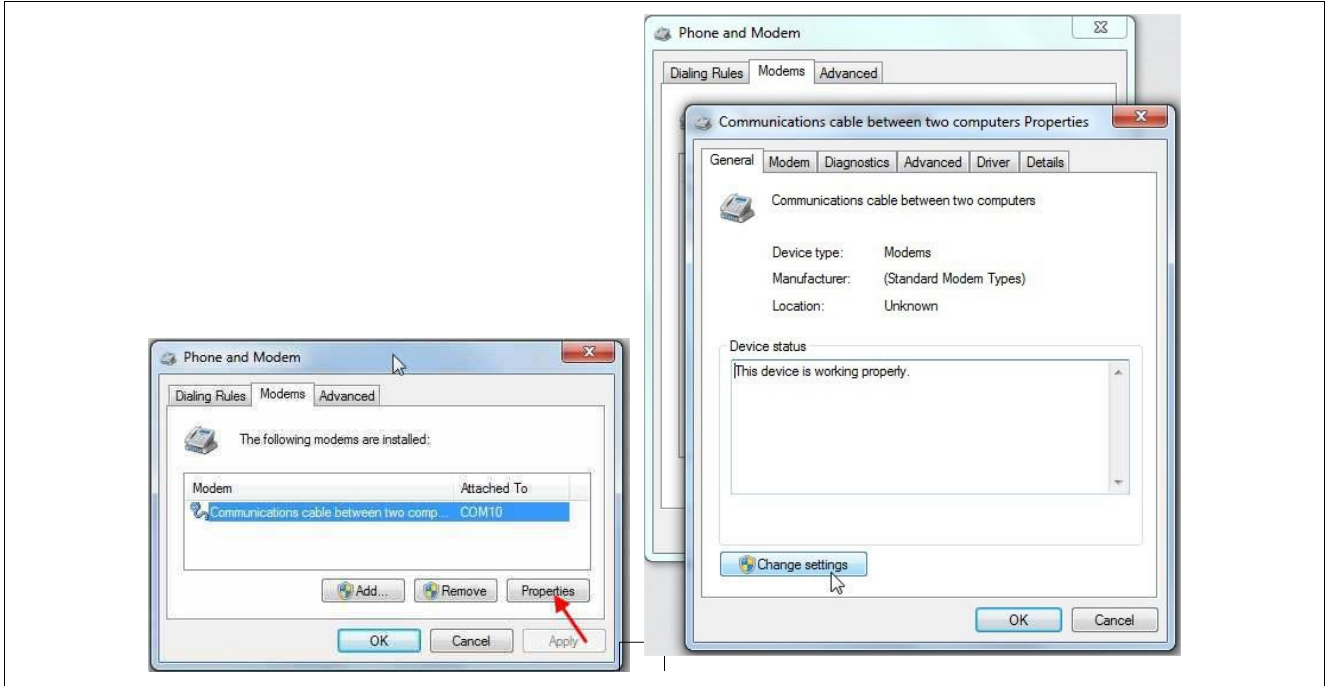 Phone and Modem
Dialing Rules Modems Advanced
The following modems are installed:
Modem Attached To
Communications cable between two comp... COM10
Add... Remove Properties
OK Cancel Apply
Phone and Modem
Dialing Rules Modems Advanced
Communications cable between two computers Properties
General Modem Diagnostics Advanced Driver Details
Communications cable between two computers
Device type: Modems
Manufacturer: (Standard Modem Types)
Location: Unknown
Device status
This device is working properly.
Change settings
OK Cancel